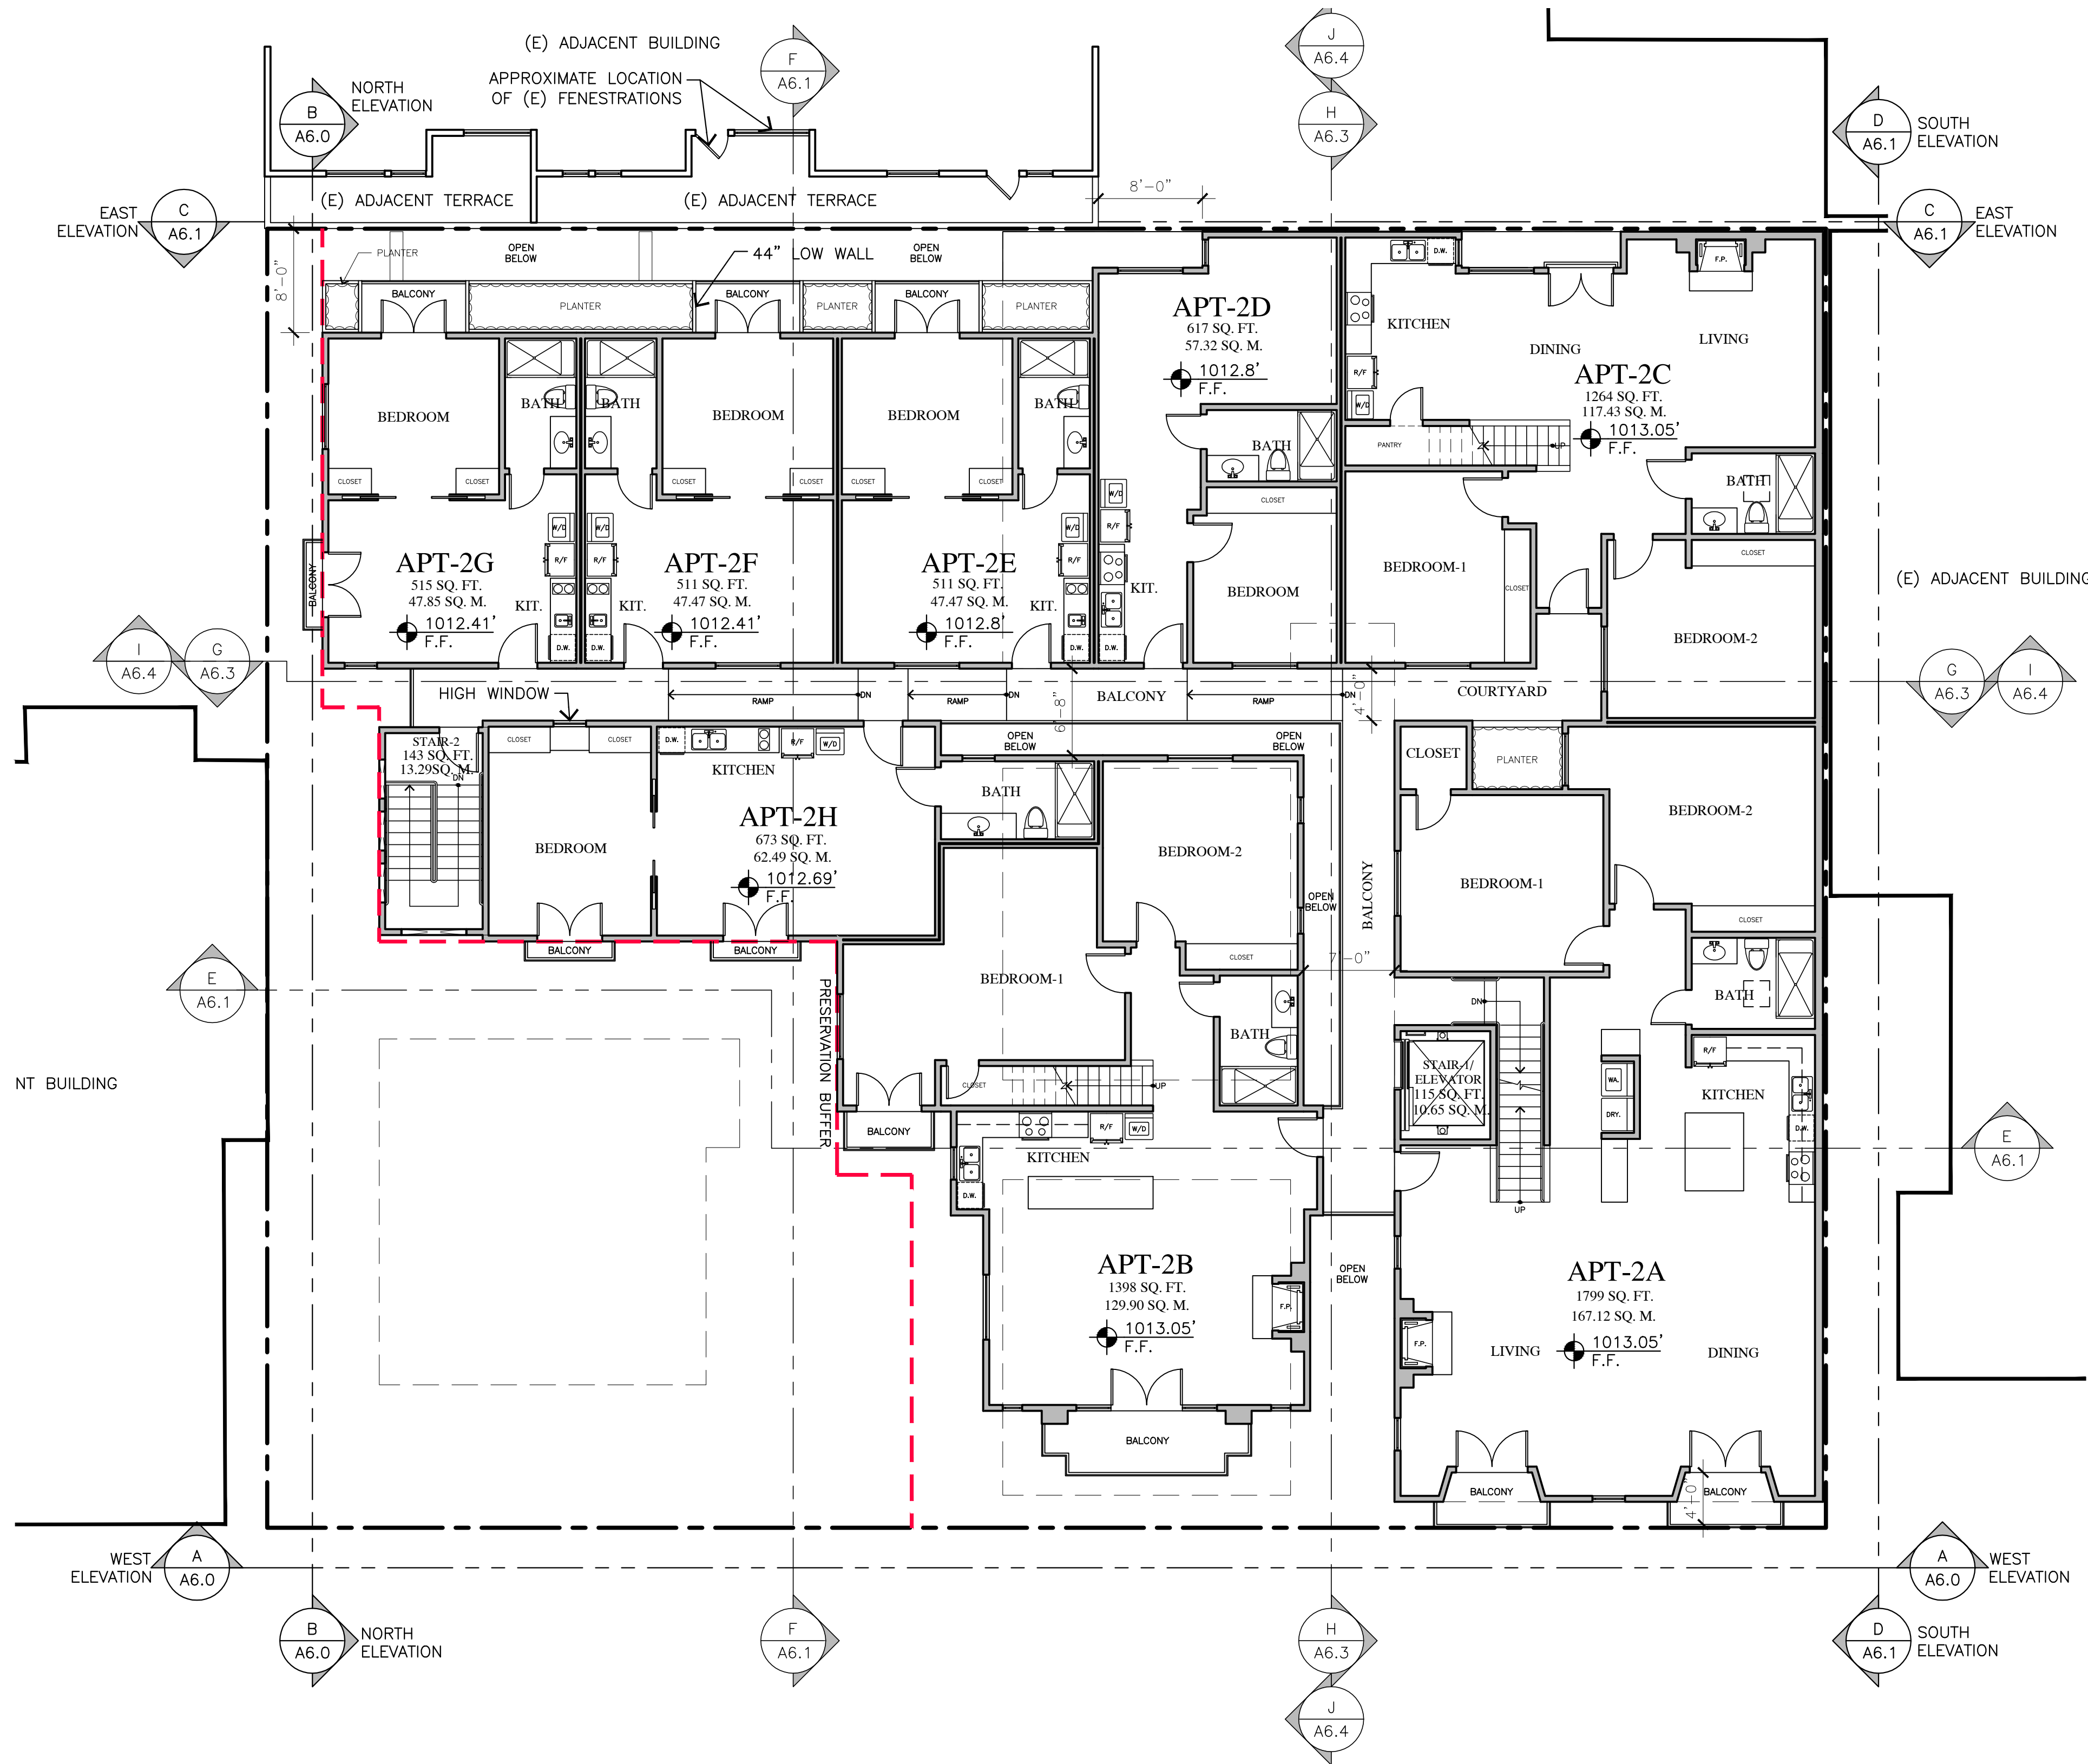 (E) ADJACENT BUILDING
APPROXIMATE LOCATION
OF (E) FENESTRATIONS
B
A6.0
NORTH
ELEVATION
F
A6.1
J
A6.4
H
A6.3
D
A6.1
SOUTH
ELEVATION
EAST
ELEVATION
C
A6.1
(E) ADJACENT TERRACE
(E) ADJACENT TERRACE
8'-0"
C
A6.1
EAST
ELEVATION
8'-0"
PLANTER
OPEN
BELOW
44" LOW WALL
OPEN
BELOW
BALCONY
PLANTER
BALCONY
PLANTER
BALCONY
PLANTER
APT-2D
617 SQ. FT.
57.32 SQ. M.
1012.8'
F.F.
BATH
CLOSET
W/D
R/F
KIT.
D.W.
BEDROOM
D.W.
KITCHEN
R/F
W/D
DINING
LIVING
F.P.
APT-2C
1264 SQ. FT.
117.43 SQ. M.
1013.05'
F.F.
PANTRY
UP
BATH
BEDROOM-1
CLOSET
CLOSET
BEDROOM-2
(E) ADJACENT BUILDING
BEDROOM
BATH
CLOSET
CLOSET
BALCONY
APT-2G
515 SQ. FT.
47.85 SQ. M.
1012.41'
F.F.
W/D
R/F
KIT.
D.W.
BATH
BEDROOM
CLOSET
CLOSET
W/D
R/F
APT-2F
511 SQ. FT.
47.47 SQ. M.
KIT.
1012.41'
F.F.
D.W.
BEDROOM
BATH
CLOSET
CLOSET
APT-2E
511 SQ. FT.
47.47 SQ. M.
1012.8'
F.F.
W/D
R/F
KIT.
D.W.
I
A6.4
G
A6.3
G
A6.3
I
A6.4
HIGH WINDOW
RAMP
DN
RAMP
DN
BALCONY
RAMP
DN
6'-8"
4'-0"
COURTYARD
STAIR-2
143 SQ. FT.
13.29SQ. M.
DN
CLOSET
CLOSET
BEDROOM
D.W.
R/F
W/D
KITCHEN
APT-2H
673 SQ. FT.
62.49 SQ. M.
1012.69'
F.F.
BALCONY
BALCONY
OPEN
BELOW
OPEN
BELOW
BATH
BEDROOM-2
CLOSET
OPEN
BELOW
BALCONY
7'-0"
CLOSET
PLANTER
BEDROOM-2
BEDROOM-1
CLOSET
BATH
E
A6.1
PRESERVATION BUFFER
BEDROOM-1
BATH
CLOSET
UP
BALCONY
R/F
W/D
KITCHEN
D.W.
DN
STAIR-1/
ELEVATOR
115 SQ. FT.
10.65 SQ. M.
UP
WA.
DRY.
R/F
KITCHEN
D.W.
NT BUILDING
E
A6.1
APT-2B
1398 SQ. FT.
129.90 SQ. M.
1013.05'
F.F.
F.P.
OPEN
BELOW
BALCONY
APT-2A
1799 SQ. FT.
167.12 SQ. M.
1013.05'
F.F.
F.P.
LIVING
DINING
BALCONY
BALCONY
4'-0"
WEST
ELEVATION
A
A6.0
A
A6.0
WEST
ELEVATION
B
A6.0
NORTH
ELEVATION
F
A6.1
H
A6.3
J
A6.4
D
A6.1
SOUTH
ELEVATION